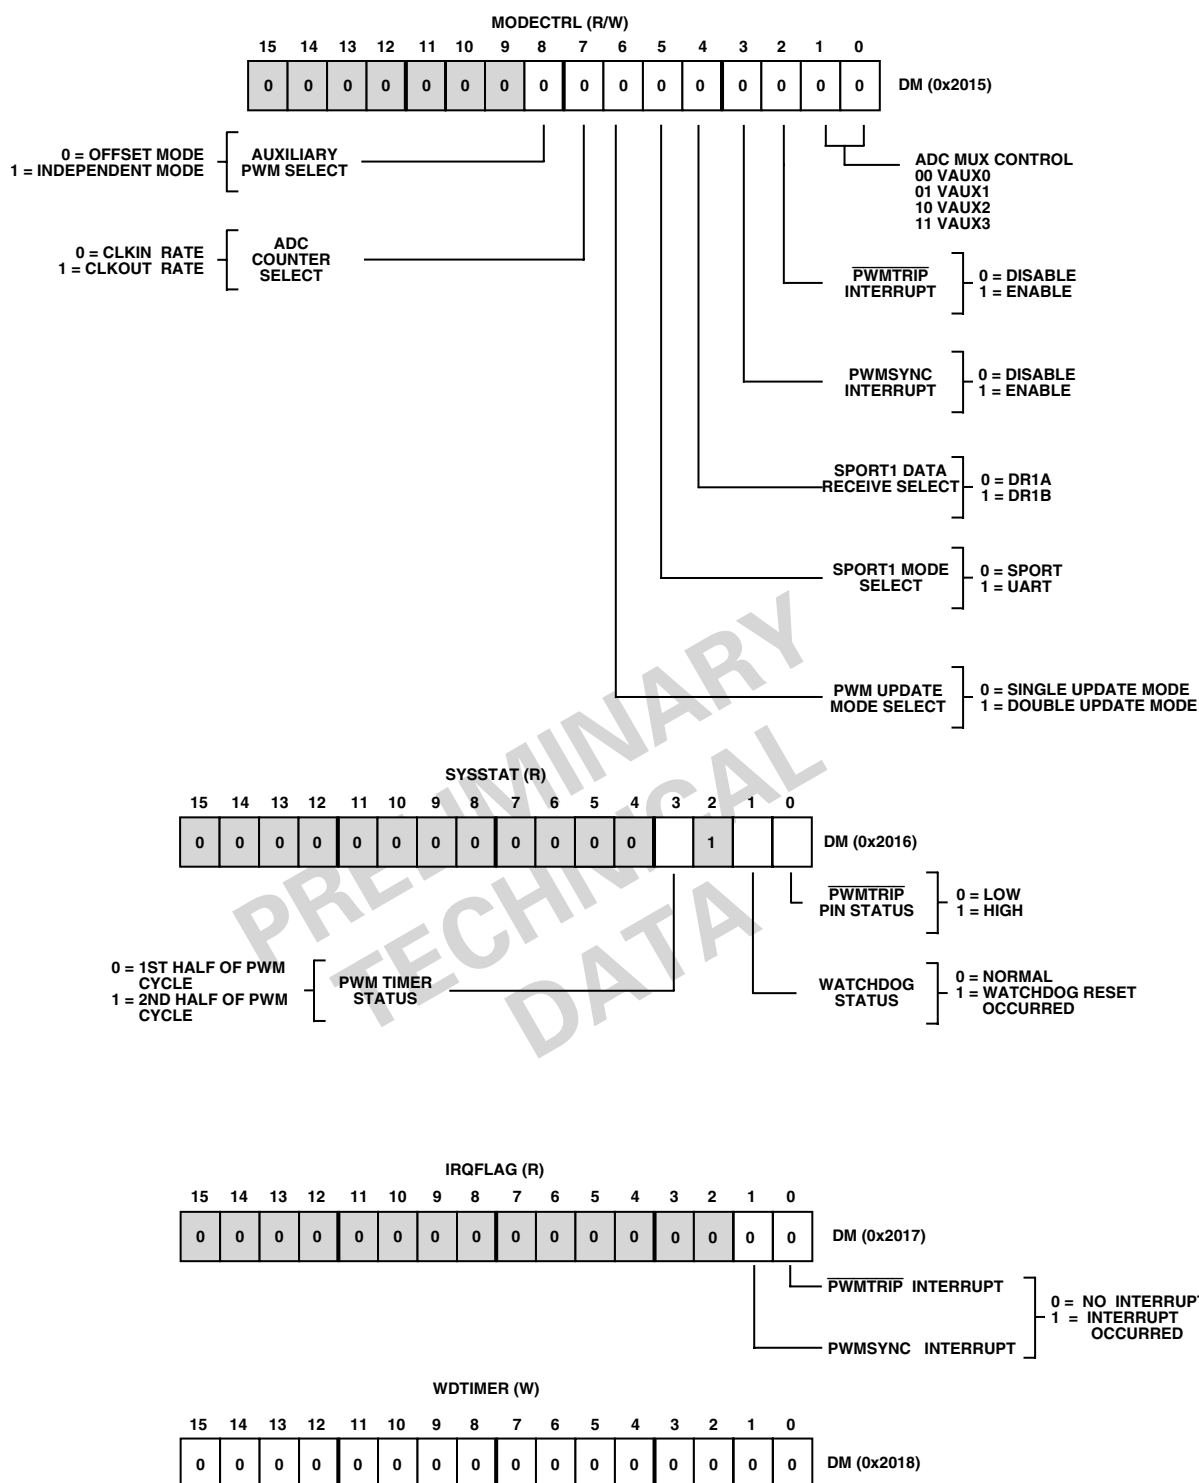 MODECTRL (R/W)
15 14 13 12 11 10 9 8 7 6 5 4 3 2 1 0
0 0 0 0 0 0 0 0 0 0 0 0 0 0 0 0 DM (0x2015)
0 = OFFSET MODE
1 = INDEPENDENT MODE
AUXILIARY
PWM SELECT
ADC MUX CONTROL
00 VAUX0
01 VAUX1
10 VAUX2
11 VAUX3
0 = CLKIN RATE
1 = CLKOUT RATE
ADC
COUNTER
SELECT
PWMTRIP
INTERRUPT
0 = DISABLE
1 = ENABLE
PWMSYNC
INTERRUPT
0 = DISABLE
1 = ENABLE
SPORT1 DATA
RECEIVE SELECT
0 = DR1A
1 = DR1B
SPORT1 MODE
SELECT
0 = SPORT
1 = UART
PWM UPDATE
MODE SELECT
0 = SINGLE UPDATE MODE
1 = DOUBLE UPDATE MODE
PRELIMINARY
TECHNICAL
DATA
SYSSTAT (R)
15 14 13 12 11 10 9 8 7 6 5 4 3 2 1 0
0 0 0 0 0 0 0 0 0 0 0 0 1 DM (0x2016)
PWMTRIP
PIN STATUS
0 = LOW
1 = HIGH
0 = 1ST HALF OF PWM
CYCLE
1 = 2ND HALF OF PWM
CYCLE
PWM TIMER
STATUS
WATCHDOG
STATUS
0 = NORMAL
1 = WATCHDOG RESET
OCCURRED
IRQFLAG (R)
15 14 13 12 11 10 9 8 7 6 5 4 3 2 1 0
0 0 0 0 0 0 0 0 0 0 0 0 0 0 0 0 DM (0x2017)
PWMTRIP INTERRUPT
PWMSYNC INTERRUPT
0 = NO INTERRUPT
1 = INTERRUPT
OCCURRED
WDTIMER (W)
15 14 13 12 11 10 9 8 7 6 5 4 3 2 1 0
0 0 0 0 0 0 0 0 0 0 0 0 0 0 0 0 DM (0x2018)